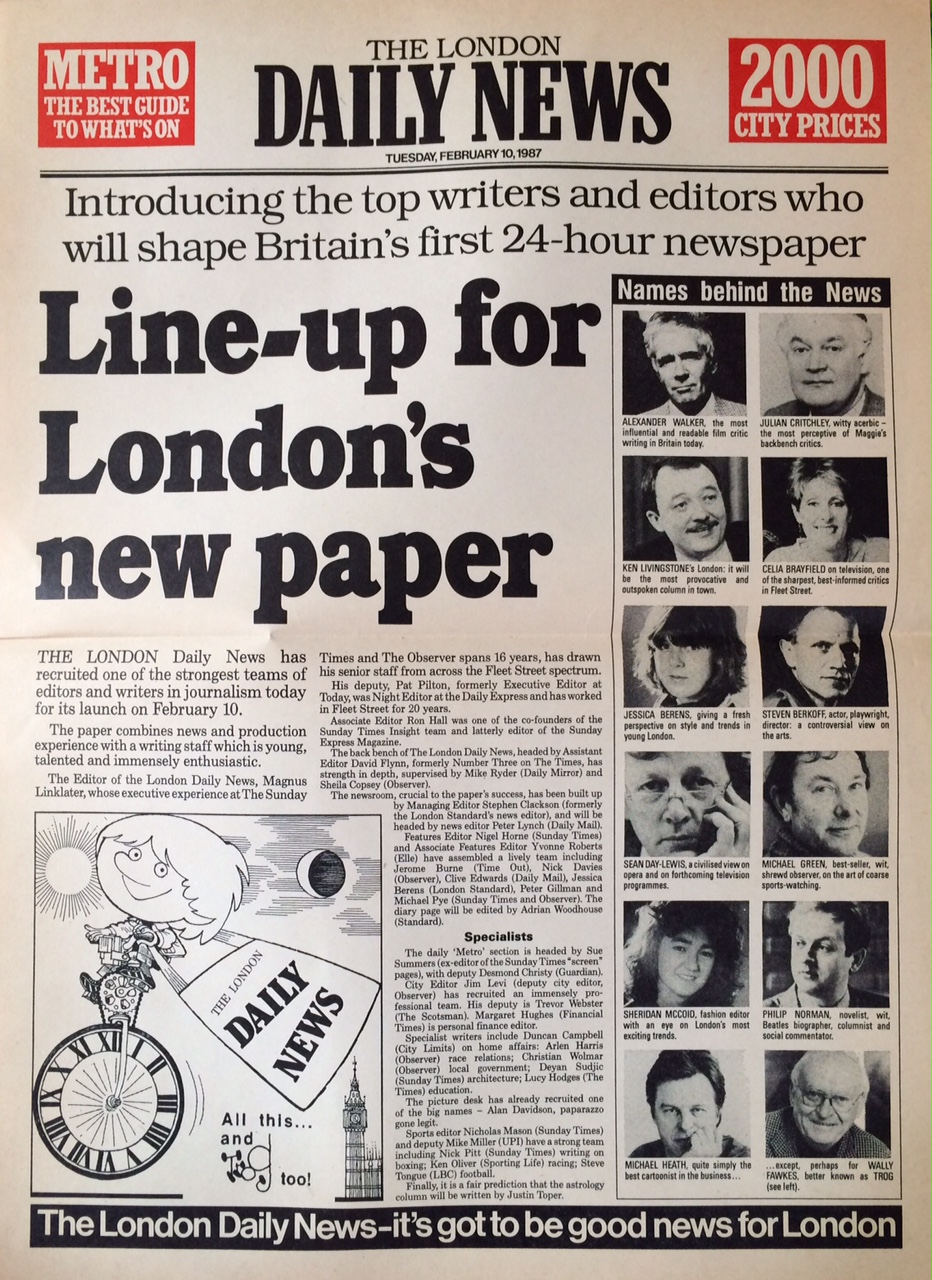 METRO
THE BEST GUIDE
TO WHAT'S ON
THE LONDON
DAILY NEWS
TUESDAY, FEBRUARY 10, 1987
2000
CITY PRICES
Introducing the top writers and editors who
will shape Britain's first 24-hour newspaper
Line-up for
London's
new paper
THE LONDON Daily News has
recruited one of the strongest teams of
editors and writers in journalism today
for its launch on February 10.
The paper combines news and production
experience with a writing staff which is young,
talented and immensely enthusiastic.
The Editor of the London Daily News, Magnus
Linklater, whose executive experience at The Sunday
Times and The Observer spans 16 years, has drawn
his senior staff from across the Fleet Street spectrum.
His deputy, Pat Pilton, formerly Executive Editor at
Today, was Night Editor at the Daily Express and has worked
in Fleet Street for 20 years.
Associate Editor Ron Hall was one of the co-founders of the
Sunday Times Insight team and latterly editor of the Sunday
Express Magazine.
The back bench of The London Daily News, headed by Assistant
Editor David Flynn, formerly Number Three on The Times, has
strength in depth, supervised by Mike Ryder (Daily Mirror) and
Sheila Copsey (Observer).
The newsroom, crucial to the paper's success, has been built up
by Managing Editor Stephen Clackson (formerly
the London Standard's news editor), and will be
headed by news editor Peter Lynch (Daily Mail).
Features Editor Nigel Horne (Sunday Times)
and Associate Features Editor Yvonne Roberts
(Elle) have assembled a lively team including
Jerome Burne (Time Out), Nick Davies
(Observer), Clive Edwards (Daily Mail), Jessica
Berens (London Standard), Peter Gillman and
Michael Pye (Sunday Times and Observer). The
diary page will be edited by Adrian Woodhouse
(Standard).
Specialists
The daily 'Metro' section is headed by Sue
Summers (ex-editor of the Sunday Times "screen"
pages), with deputy Desmond Christy (Guardian).
City Editor Jim Levi (deputy city editor,
Observer) has recruited an immensely pro-
fessional team. His deputy is Trevor Webster
(The Scotsman). Margaret Hughes (Financial
Times) is personal finance editor.
Specialist writers include Duncan Campbell
(City Limits) on home affairs: Arlen Harris
(Observer) race relations; Christian Wolmar
(Observer) local government; Deyan Sudjic
(Sunday Times) architecture; Lucy Hodges (The
Times) education.
The picture desk has already recruited one
of the big names – Alan Davidson, paparazzo
gone legit.
Sports editor Nicholas Mason (Sunday Times)
and deputy Mike Miller (UPI) have a strong team
including Nick Pitt (Sunday Times) writing on
boxing; Ken Oliver (Sporting Life) racing; Steve
Tongue (LBC) football.
Finally, it is a fair prediction that the astrology
column will be written by Justin Toper.
THE LONDON
DAILY
NEWS
All this...
and
too!
Names behind the News
ALEXANDER WALKER, the most
influential and readable film critic
writing in Britain today.
JULIAN CRITCHLEY, witty acerbic –
the most perceptive of Maggie's
backbench critics.
KEN LIVINGSTONE's London: it will
be the most provocative and
outspoken column in town.
CELIA BRAYFIELD on television, one
of the sharpest, best-informed critics
in Fleet Street.
JESSICA BERENS, giving a fresh
perspective on style and trends in
young London.
STEVEN BERKOFF, actor, playwright,
director: a controversial view on
the arts.
SEAN DAY-LEWIS, a civilised view on
opera and on forthcoming television
programmes.
MICHAEL GREEN, best-seller, wit,
shrewd observer, on the art of coarse
sports-watching.
SHERIDAN MCCOID, fashion editor
with an eye on London's most
exciting trends.
PHILIP NORMAN, novelist, wit,
Beatles biographer, columnist and
social commentator.
MICHAEL HEATH, quite simply the
best cartoonist in the business...
...except, perhaps for WALLY
FAWKES, better known as TROG
(see left).
The London Daily News–it's got to be good news for London